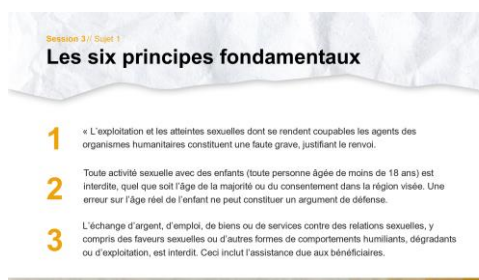 Session 3// Sujet 1
Les six principes fondamentaux
1
« L'exploitation et les atteintes sexuelles dont se rendent coupables les agents des
organismes humanitaires constituent une faute grave, justifiant le renvoi.
2
Toute activité sexuelle avec des enfants (toute personne âgée de moins de 18 ans) est
interdite, quel que soit l'âge de la majorité ou du consentement dans la région visée. Une
erreur sur l'âge réel de l'enfant ne peut constituer un argument de défense.
3
L'échange d'argent, d'emploi, de biens ou de services contre des relations sexuelles, y
compris des faveurs sexuelles ou d'autres formes de comportements humiliants, dégradants
ou d'exploitation, est interdit. Ceci inclut l'assistance due aux bénéficiaires.